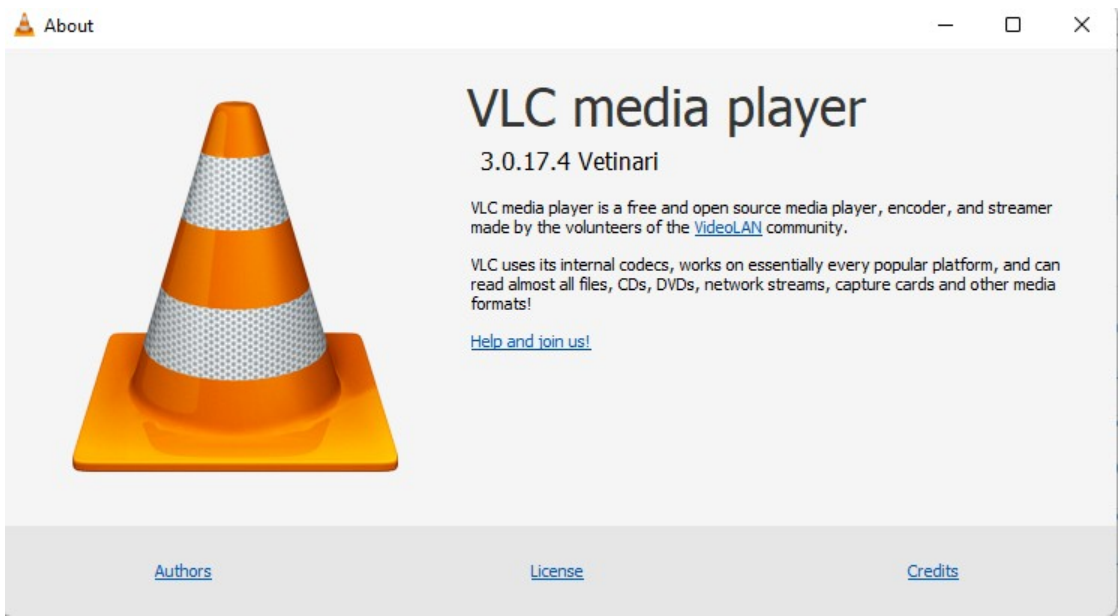 About
VLC media player
3.0.17.4 Vetinari
VLC media player is a free and open source media player, encoder, and streamer
made by the volunteers of the VideoLAN community.
VLC uses its internal codecs, works on essentially every popular platform, and can
read almost all files, CDs, DVDs, network streams, capture cards and other media
formats!
Help and join us!
Authors
License
Credits